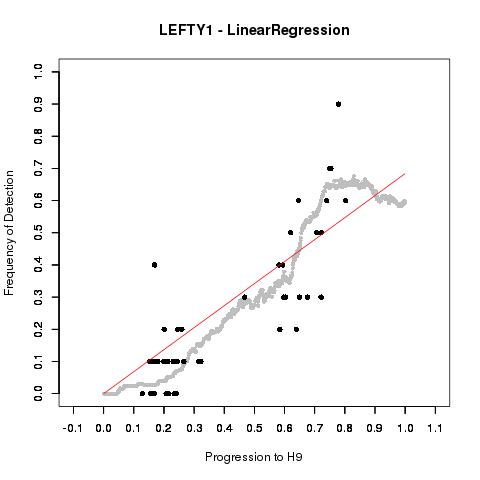 LEFTY1 - LinearRegression
Frequency of Detection
1.0
0.9
0.8
0.7
0.6
0.5
0.4
0.3
0.2
0.1
0.0
-0.1 0.0 0.1 0.2 0.3 0.4 0.5 0.6 0.7 0.8 0.9 1.0 1.1
Progression to H9